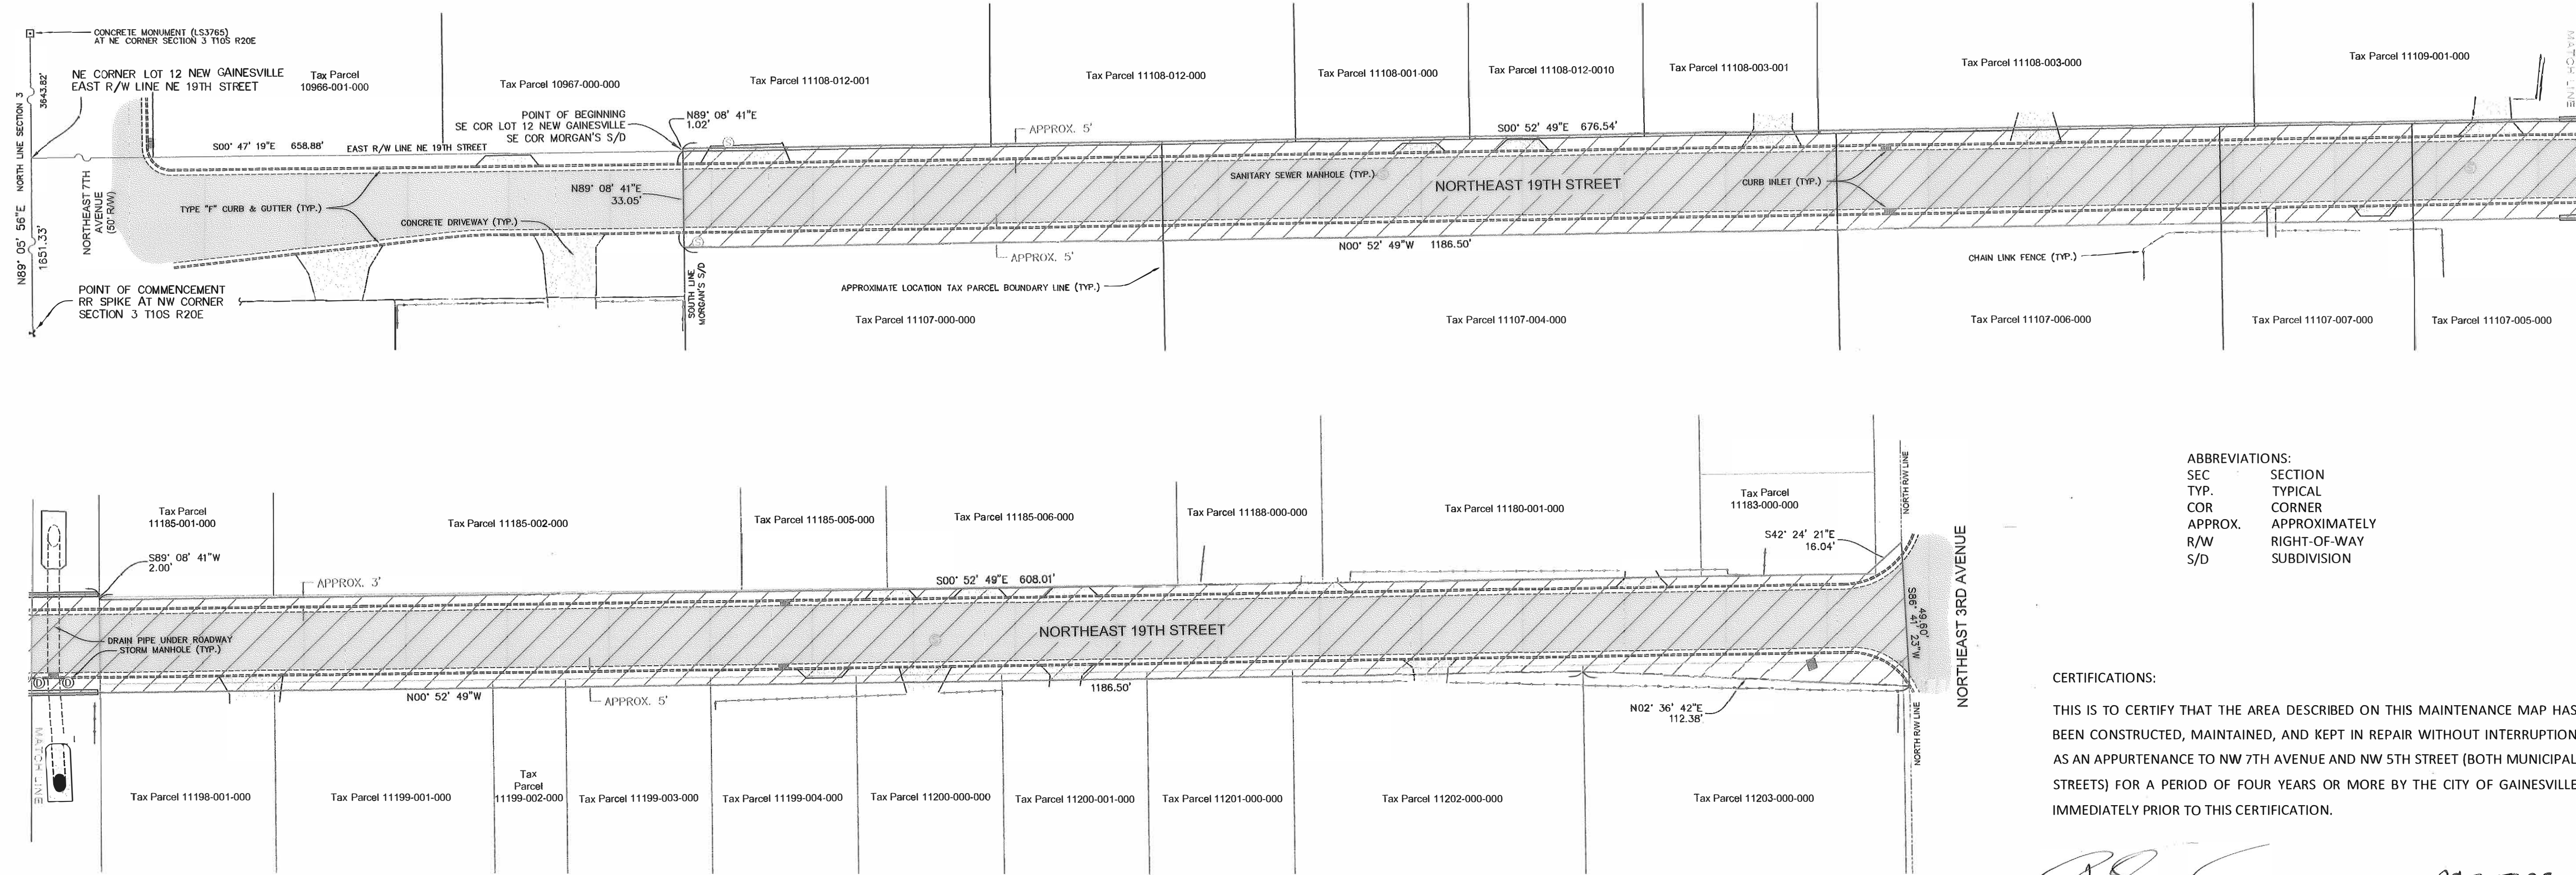 CONCRETE MONUMENT (LS3765)
AT NE CORNER SECTION 3 T10S R20E
NE CORNER LOT 12 NEW GAINESVILLE
EAST R/W LINE NE 19TH STREET
3643.82'
N89° 05' 56"E NORTH LINE SECTION 3
1651.33'
POINT OF COMMENCEMENT
RR SPIKE AT NW CORNER
SECTION 3 T10S R20E
NORTHEAST 7TH
AVENUE
(50' R/W)
Tax Parcel
10966-001-000
Tax Parcel 10967-000-000
S00° 47' 19"E 658.88'
EAST R/W LINE NE 19TH STREET
POINT OF BEGINNING
SE COR LOT 12 NEW GAINESVILLE
SE COR MORGAN'S S/D
N89° 08' 41"E
1.02'
TYPE "F" CURB & GUTTER (TYP.)
CONCRETE DRIVEWAY (TYP.)
N89° 08' 41"E
33.05'
SOUTH LINE
MORGAN'S S/D
Tax Parcel 11108-012-001
Tax Parcel 11108-012-000
Tax Parcel 11108-001-000
Tax Parcel 11108-012-0010
Tax Parcel 11108-003-001
Tax Parcel 11108-003-000
Tax Parcel 11109-001-000
MATCH LINE
APPROX. 5'
S00° 52' 49"E 676.54'
SANITARY SEWER MANHOLE (TYP.)
S
S
S
S
NORTHEAST 19TH STREET
CURB INLET (TYP.)
N00° 52' 49"W 1186.50'
APPROX. 5'
APPROXIMATE LOCATION TAX PARCEL BOUNDARY LINE (TYP.)
CHAIN LINK FENCE (TYP.)
Tax Parcel 11107-000-000
Tax Parcel 11107-004-000
Tax Parcel 11107-006-000
Tax Parcel 11107-007-000
Tax Parcel 11107-005-000
Tax Parcel
11185-001-000
Tax Parcel 11185-002-000
Tax Parcel 11185-005-000
Tax Parcel 11185-006-000
Tax Parcel 11188-000-000
Tax Parcel 11180-001-000
Tax Parcel
11183-000-000
S89° 08' 41"W
2.00'
APPROX. 3'
S00° 52' 49"E 608.01'
S42° 24' 21"E
16.04'
NORTH R/W LINE
DRAIN PIPE UNDER ROADWAY
STORM MANHOLE (TYP.)
D
D
S
NORTHEAST 19TH STREET
49.60'
S86° 41' 23"W
NORTHEAST 3RD AVENUE
N00° 52' 49"W
APPROX. 5'
1186.50'
N02° 36' 42"E
112.38'
NORTH R/W LINE
MATCH LINE
Tax Parcel 11198-001-000
Tax Parcel 11199-001-000
Tax
Parcel
11199-002-000
Tax Parcel 11199-003-000
Tax Parcel 11199-004-000
Tax Parcel 11200-000-000
Tax Parcel 11200-001-000
Tax Parcel 11201-000-000
Tax Parcel 11202-000-000
Tax Parcel 11203-000-000
ABBREVIATIONS:
SEC SECTION
TYP. TYPICAL
COR CORNER
APPROX. APPROXIMATELY
R/W RIGHT-OF-WAY
S/D SUBDIVISION
CERTIFICATIONS:
THIS IS TO CERTIFY THAT THE AREA DESCRIBED ON THIS MAINTENANCE MAP HAS
BEEN CONSTRUCTED, MAINTAINED, AND KEPT IN REPAIR WITHOUT INTERRUPTION
AS AN APPURTENANCE TO NW 7TH AVENUE AND NW 5TH STREET (BOTH MUNICIPAL
STREETS) FOR A PERIOD OF FOUR YEARS OR MORE BY THE CITY OF GAINESVILLE
IMMEDIATELY PRIOR TO THIS CERTIFICATION.